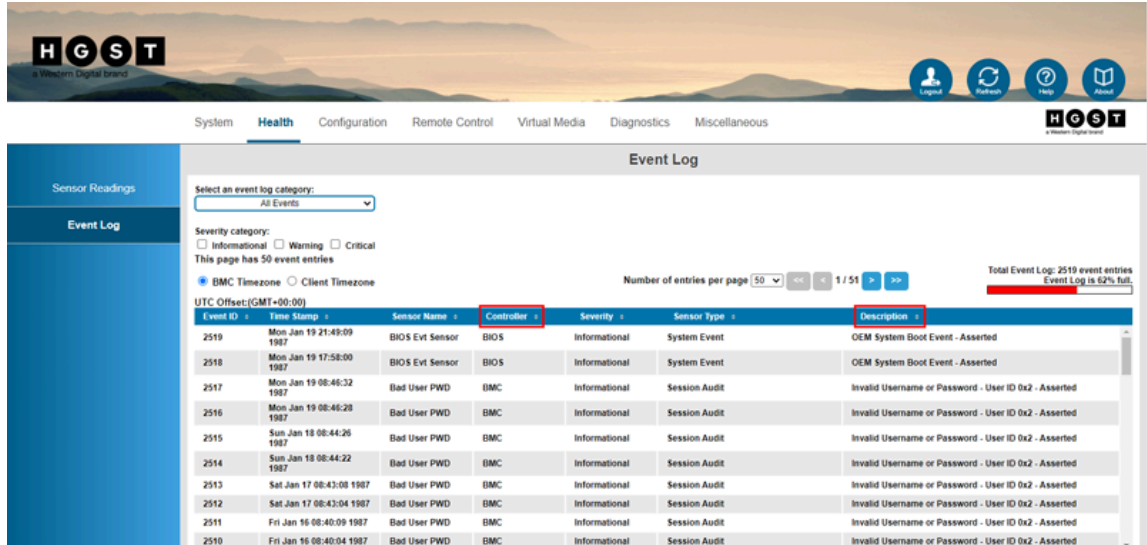 HGST
a Western Digital brand
Logout Refresh Help About
System Health Configuration Remote Control Virtual Media Diagnostics Miscellaneous
HGST
a Western Digital brand
Event Log
Sensor Readings
Event Log
Select an event log category:
All Events
Severity category:
Informational Warning Critical
This page has 50 event entries
BMC Timezone Client Timezone
Number of entries per page 50 << < 1 / 51 > >>
Total Event Log: 2519 event entries
Event Log is 62% full.
UTC Offset:(GMT+00:00)
Event ID Time Stamp Sensor Name Controller Severity Sensor Type Description
2519 Mon Jan 19 21:49:09 1987 BIOS Evt Sensor BIOS Informational System Event OEM System Boot Event - Asserted
2518 Mon Jan 19 17:58:00 1987 BIOS Evt Sensor BIOS Informational System Event OEM System Boot Event - Asserted
2517 Mon Jan 19 08:46:32 1987 Bad User PWD BMC Informational Session Audit Invalid Username or Password - User ID 0x2 - Asserted
2516 Mon Jan 19 08:46:28 1987 Bad User PWD BMC Informational Session Audit Invalid Username or Password - User ID 0x2 - Asserted
2515 Sun Jan 18 08:44:26 1987 Bad User PWD BMC Informational Session Audit Invalid Username or Password - User ID 0x2 - Asserted
2514 Sun Jan 18 08:44:22 1987 Bad User PWD BMC Informational Session Audit Invalid Username or Password - User ID 0x2 - Asserted
2513 Sat Jan 17 08:43:08 1987 Bad User PWD BMC Informational Session Audit Invalid Username or Password - User ID 0x2 - Asserted
2512 Sat Jan 17 08:43:04 1987 Bad User PWD BMC Informational Session Audit Invalid Username or Password - User ID 0x2 - Asserted
2511 Fri Jan 16 08:40:09 1987 Bad User PWD BMC Informational Session Audit Invalid Username or Password - User ID 0x2 - Asserted
2510 Fri Jan 16 08:40:04 1987 Bad User PWD BMC Informational Session Audit Invalid Username or Password - User ID 0x2 - Asserted